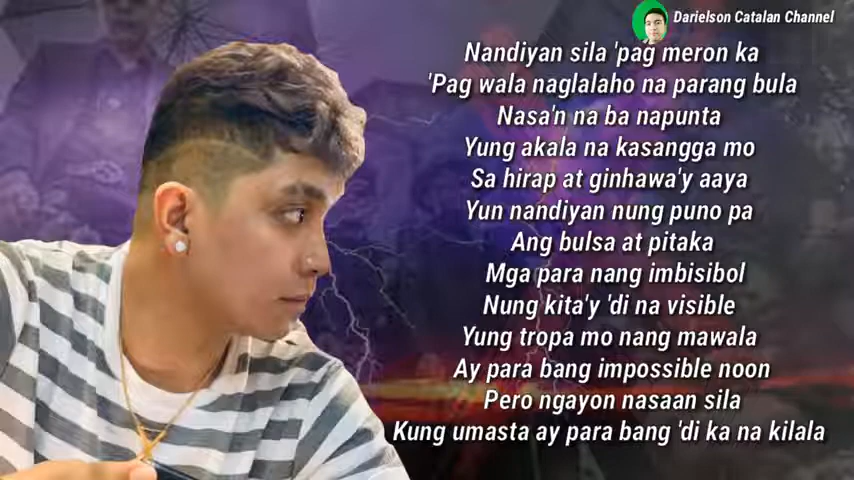 Darielson Catalan Channel
Nandiyan sila 'pag meron ka
'Pag wala naglalaho na parang bula
Nasa'n na ba napunta
Yung akala na kasangga mo
Sa hirap at ginhawa'y aaya
Yun nandiyan nung puno pa
Ang bulsa at pitaka
Mga para nang imbisibol
Nung kita'y 'di na visible
Yung tropa mo nang mawala
Ay para bang impossible noon
Pero ngayon nasaan sila
Kung umasta ay para bang 'di ka na kilala